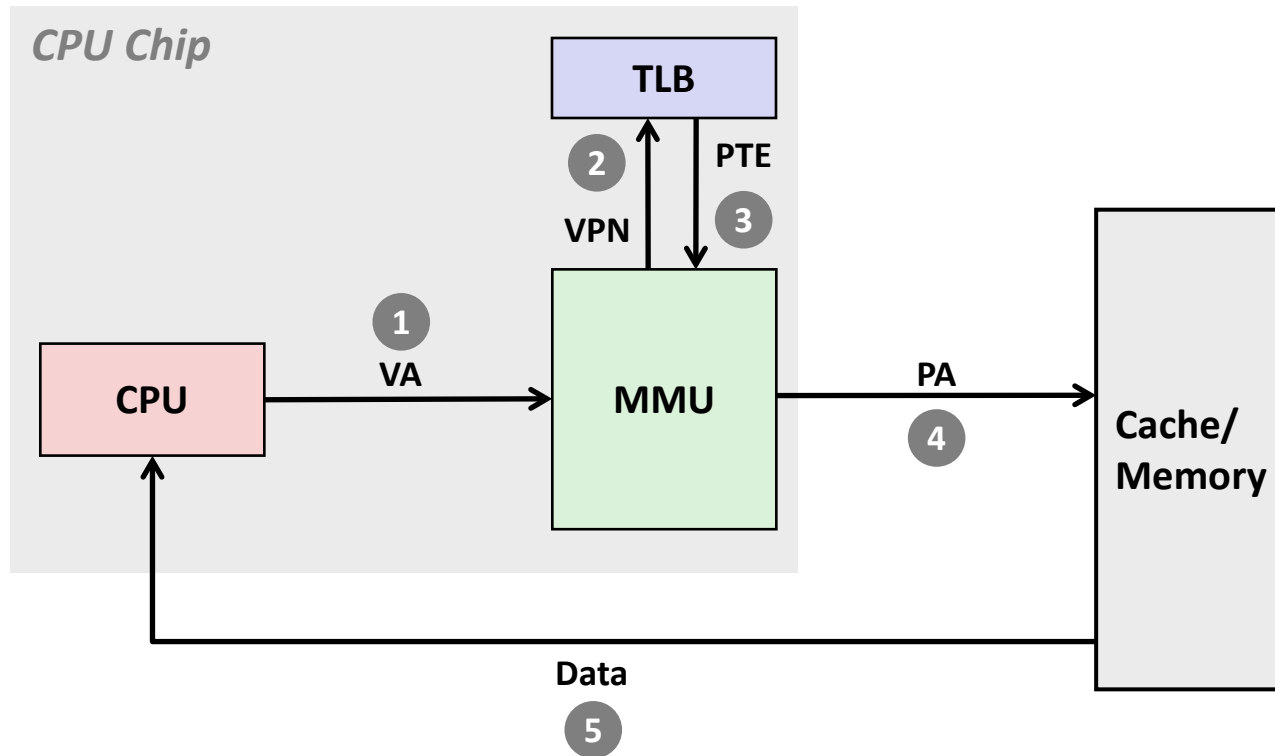 CPU Chip
TLB
2
PTE
VPN
3
1
VA
CPU
MMU
PA
4
Cache/
Memory
Data
5